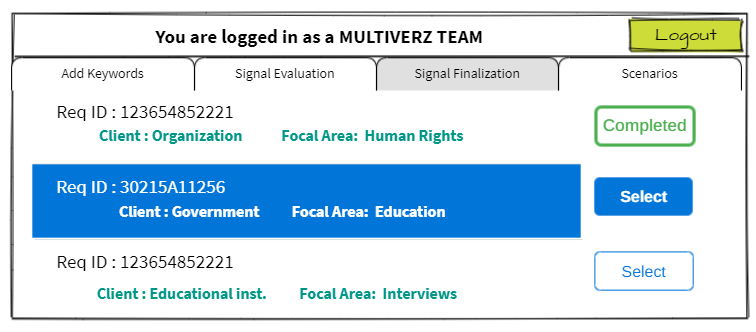 You are logged in as a MULTIVERZ TEAM
Logout
Add Keywords
Signal Evaluation
Signal Finalization
Scenarios
Req ID : 123654852221
Client : Organization
Focal Area: Human Rights
Completed
Req ID : 30215A11256
Client : Government
Focal Area: Education
Select
Req ID : 123654852221
Client : Educational inst.
Focal Area: Interviews
Select